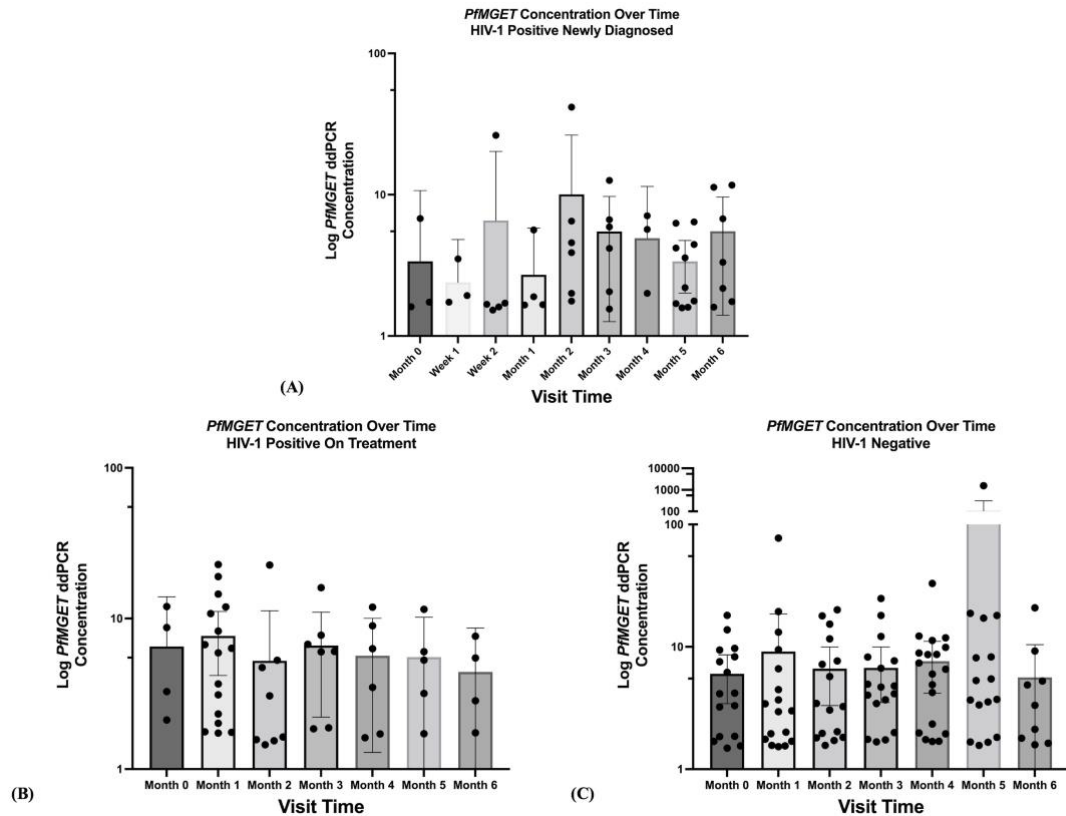 PfMGET Concentration Over Time
HIV-1 Positive Newly Diagnosed
Log PfMGET ddPCR
Concentration
100
10
1
Month 0
Week 1
Week 2
Month 1
Month 2
Month 3
Month 4
Month 5
Month 6
Visit Time
(A)
PfMGET Concentration Over Time
HIV-1 Positive On Treatment
Log PfMGET ddPCR
Concentration
100
10
1
Month 0 Month 1 Month 2 Month 3 Month 4 Month 5 Month 6
Visit Time
(B)
PfMGET Concentration Over Time
HIV-1 Negative
Log PfMGET ddPCR
Concentration
10000
1000
100
100
10
1
Month 0 Month 1 Month 2 Month 3 Month 4 Month 5 Month 6
Visit Time
(C)